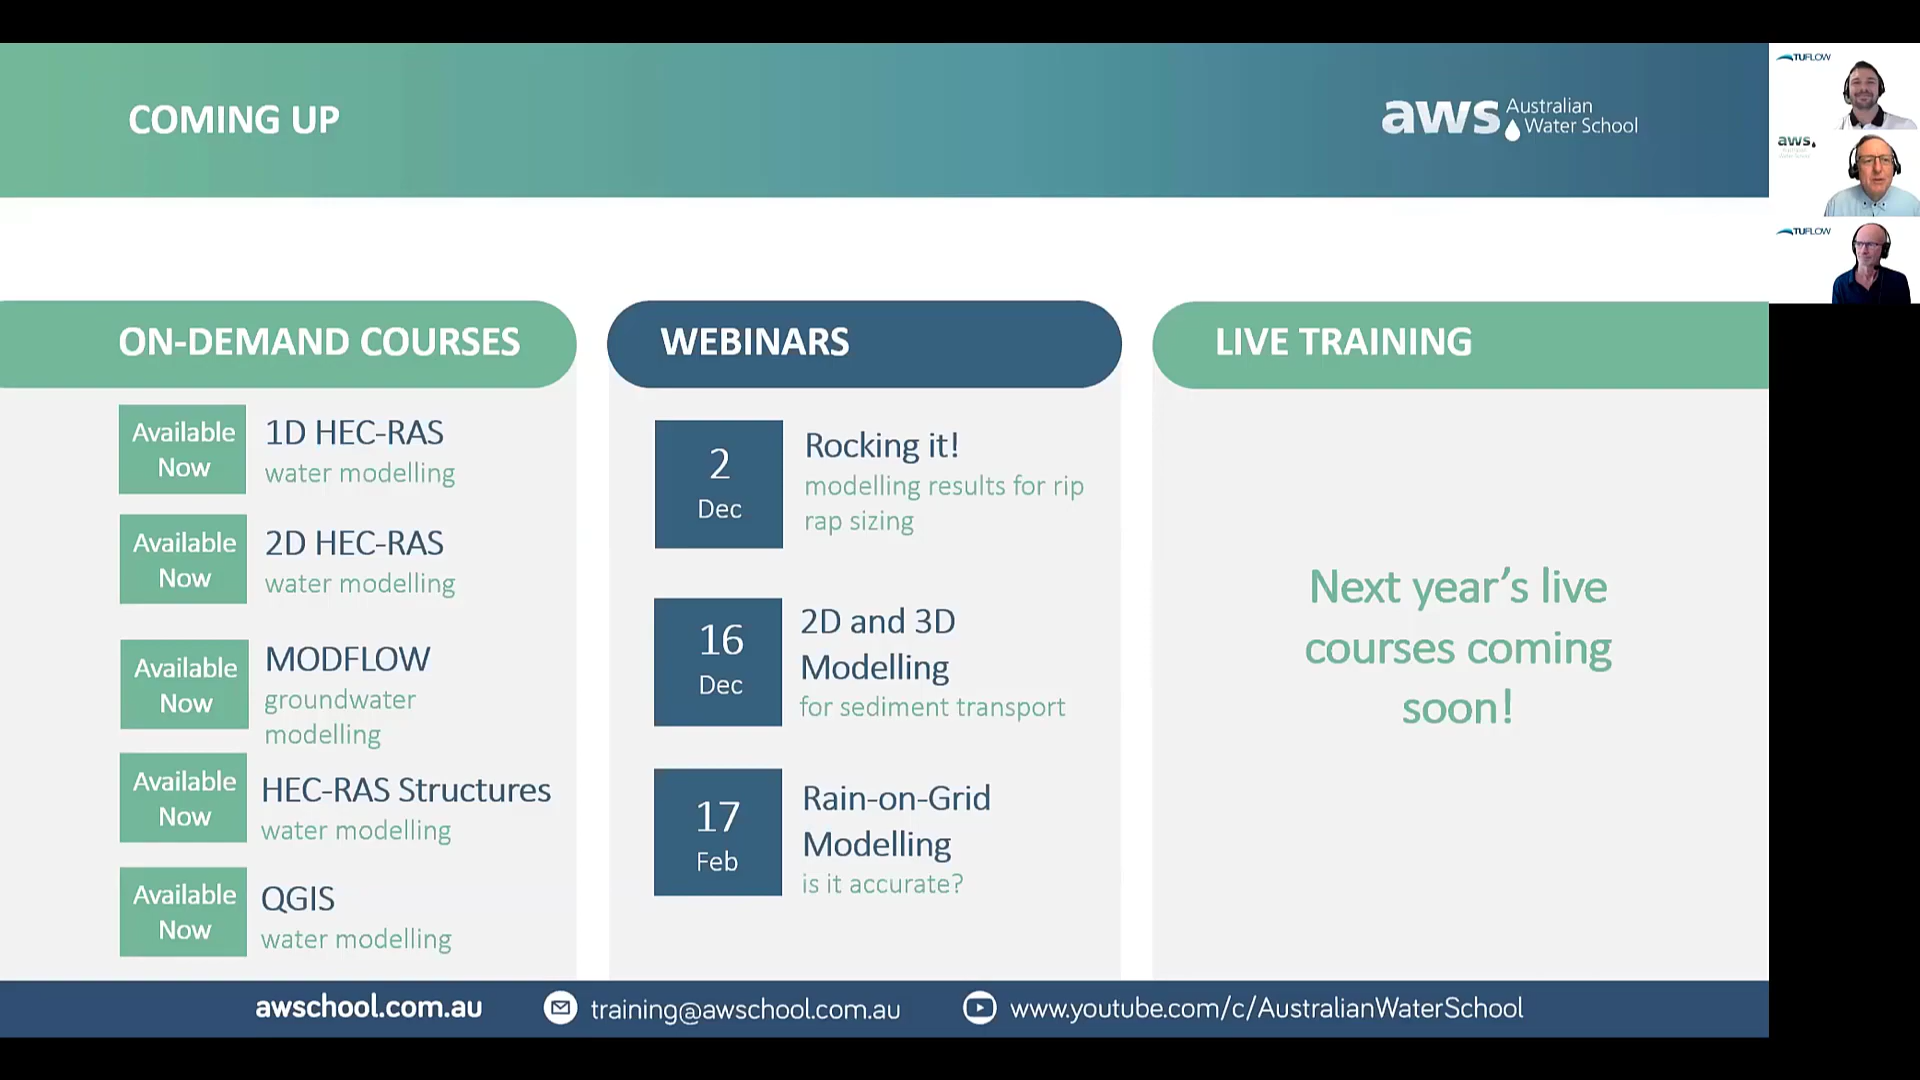 COMING UP
aws
Australian
Water School
TUFLOW
aws
TUFLOW
ON-DEMAND COURSES
Available
Now
1D HEC-RAS
water modelling
Available
Now
2D HEC-RAS
water modelling
Available
Now
MODFLOW
groundwater
modelling
Available
Now
HEC-RAS Structures
water modelling
Available
Now
QGIS
water modelling
WEBINARS
2
Dec
Rocking it!
modelling results for rip
rap sizing
16
Dec
2D and 3D
Modelling
for sediment transport
17
Feb
Rain-on-Grid
Modelling
is it accurate?
LIVE TRAINING
Next year’s live
courses coming
soon!
awschool.com.au
training@awschool.com.au
www.youtube.com/c/AustralianWaterSchool